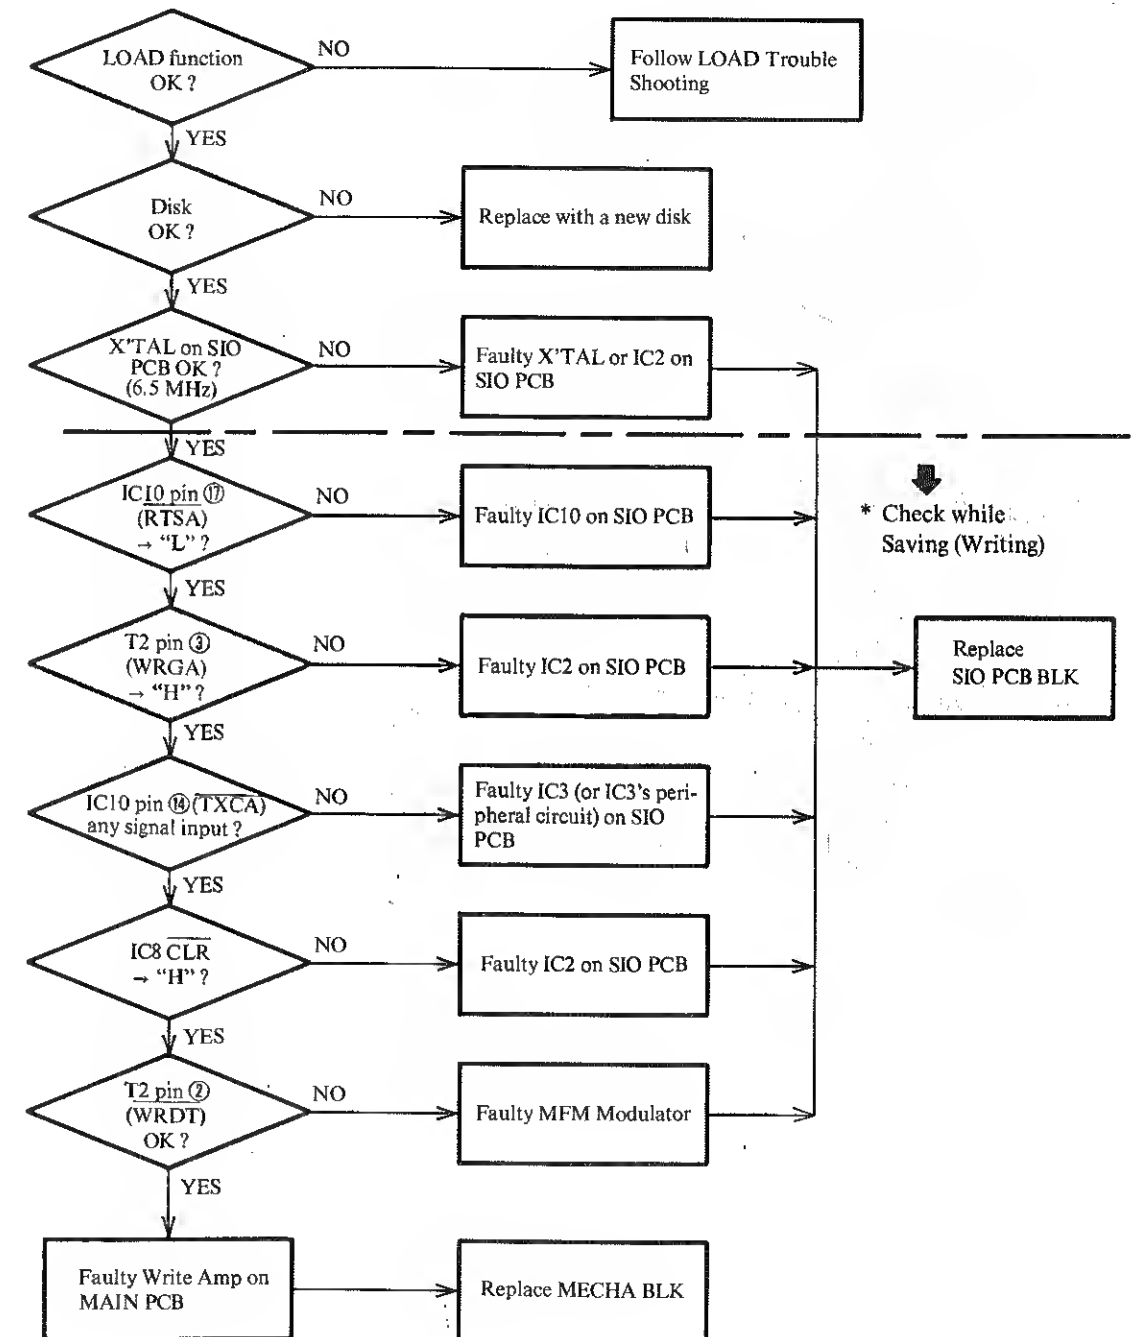 LOAD function
OK ?
NO
Follow LOAD Trouble
Shooting
YES
Disk
OK ?
NO
Replace with a new disk
YES
X'TAL on SIO
PCB OK ?
(6.5 MHz)
NO
Faulty X'TAL or IC2 on
SIO PCB
YES
* Check while
Saving (Writing)
IC10 pin ⑰
(R̅T̅S̅A̅)
→ “L” ?
NO
Faulty IC10 on SIO PCB
YES
T2 pin ③
(WRGA)
→ “H” ?
NO
Faulty IC2 on SIO PCB
Replace
SIO PCB BLK
YES
IC10 pin ⑭ (T̅X̅C̅A̅)
any signal input ?
NO
Faulty IC3 (or IC3's peri-
pheral circuit) on SIO
PCB
YES
IC8 C̅L̅R̅
→ “H” ?
NO
Faulty IC2 on SIO PCB
YES
T2 pin ②
(W̅R̅D̅T̅)
OK ?
NO
Faulty MFM Modulator
YES
Faulty Write Amp on
MAIN PCB
Replace MECHA BLK